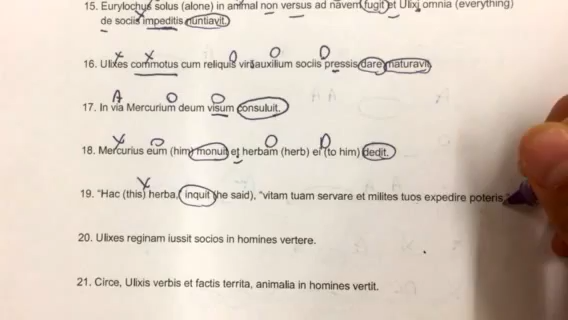 15. Eurylochus solus (alone) in animal non versus ad navem fugit et Ulixi omnia (everything)
de sociis impeditis nuntiavit.
X O O D
16. Ulixes commotus cum reliquis viris auxilium sociis pressis dare maturavit.
A O O
17. In via Mercurium deum visum consuluit.
X O O D
18. Mercurius eum (him) monuit et herbam (herb) ei (to him) dedit.
X
19. "Hac (this) herba," inquit (he said), "vitam tuam servare et milites tuos expedire poteris
20. Ulixes reginam iussit socios in homines vertere.
21. Circe, Ulixis verbis et factis territa, animalia in homines vertit.